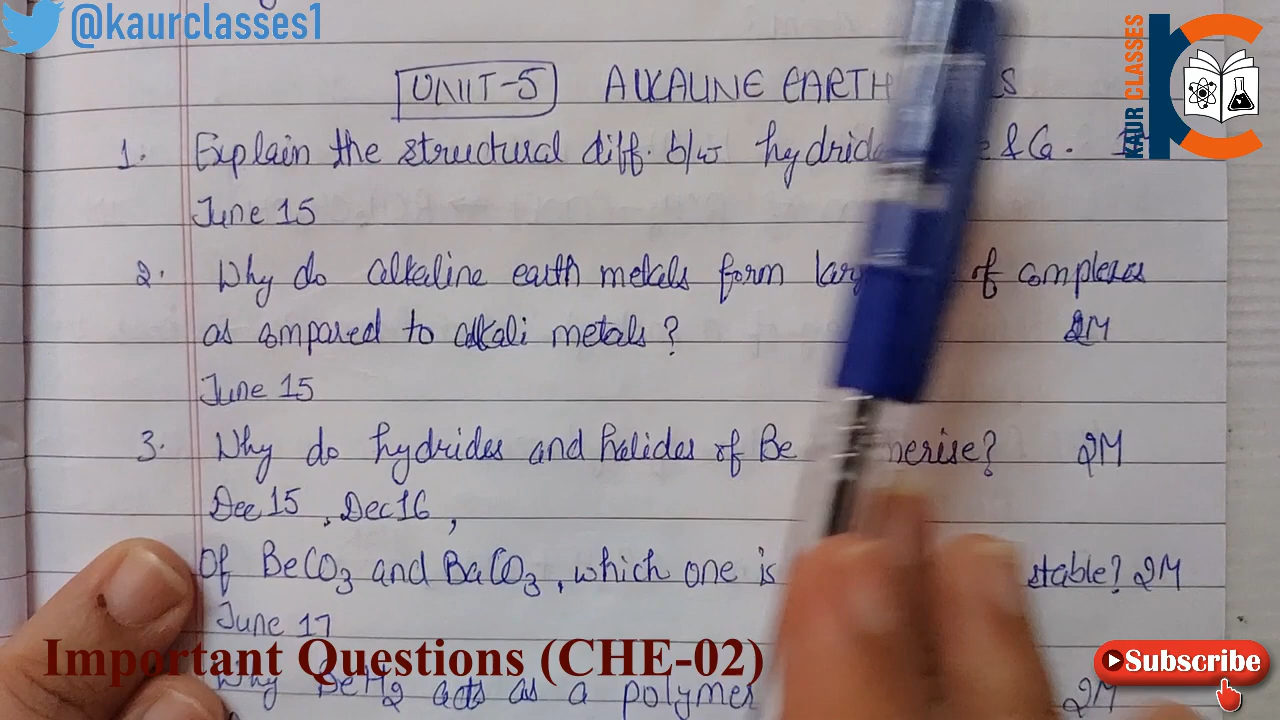 @kaurclasses1
KAUR CLASSES
UNIT-5 ALKALINE EARTH
1. Explain the structural diff. b/w & Ca.
June 15
2. Why do alkaline earth metals form of complexes
as compared to alkali metals? 2M
June 15
3. Why do hydrides and halides of Be 2M
Dec 15, Dec 16,
Of BeCO3 and BaCO3, which one is stable? 2M
June 17
Important Questions (CHE-02)
Subscribe
Why BeH2 acts as a polymer 2M